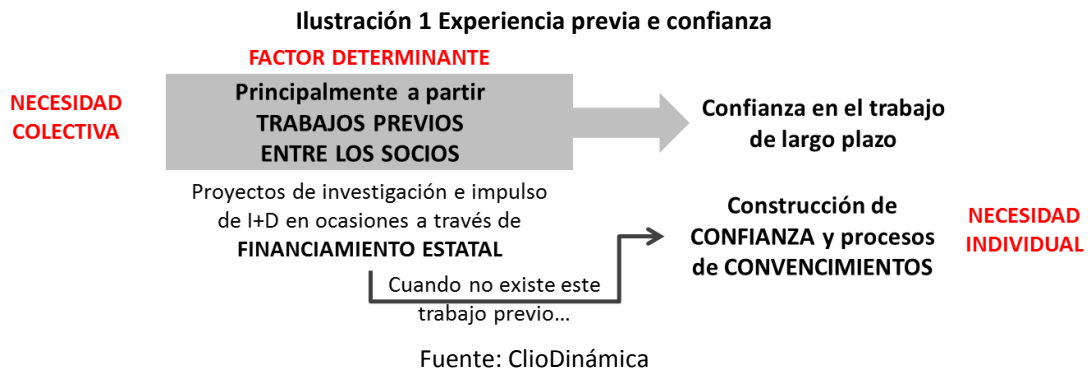 Ilustración 1 Experiencia previa e confianza
FACTOR DETERMINANTE
NECESIDAD
COLECTIVA
Principalmente a partir
TRABAJOS PREVIOS
ENTRE LOS SOCIOS
Confianza en el trabajo
de largo plazo
Proyectos de investigación e impulso
de I+D en ocasiones a través de
FINANCIAMIENTO ESTATAL
Construcción de
CONFIANZA y procesos
de CONVENCIMIENTOS
NECESIDAD
INDIVIDUAL
Cuando no existe este
trabajo previo...
Fuente: ClioDinámica